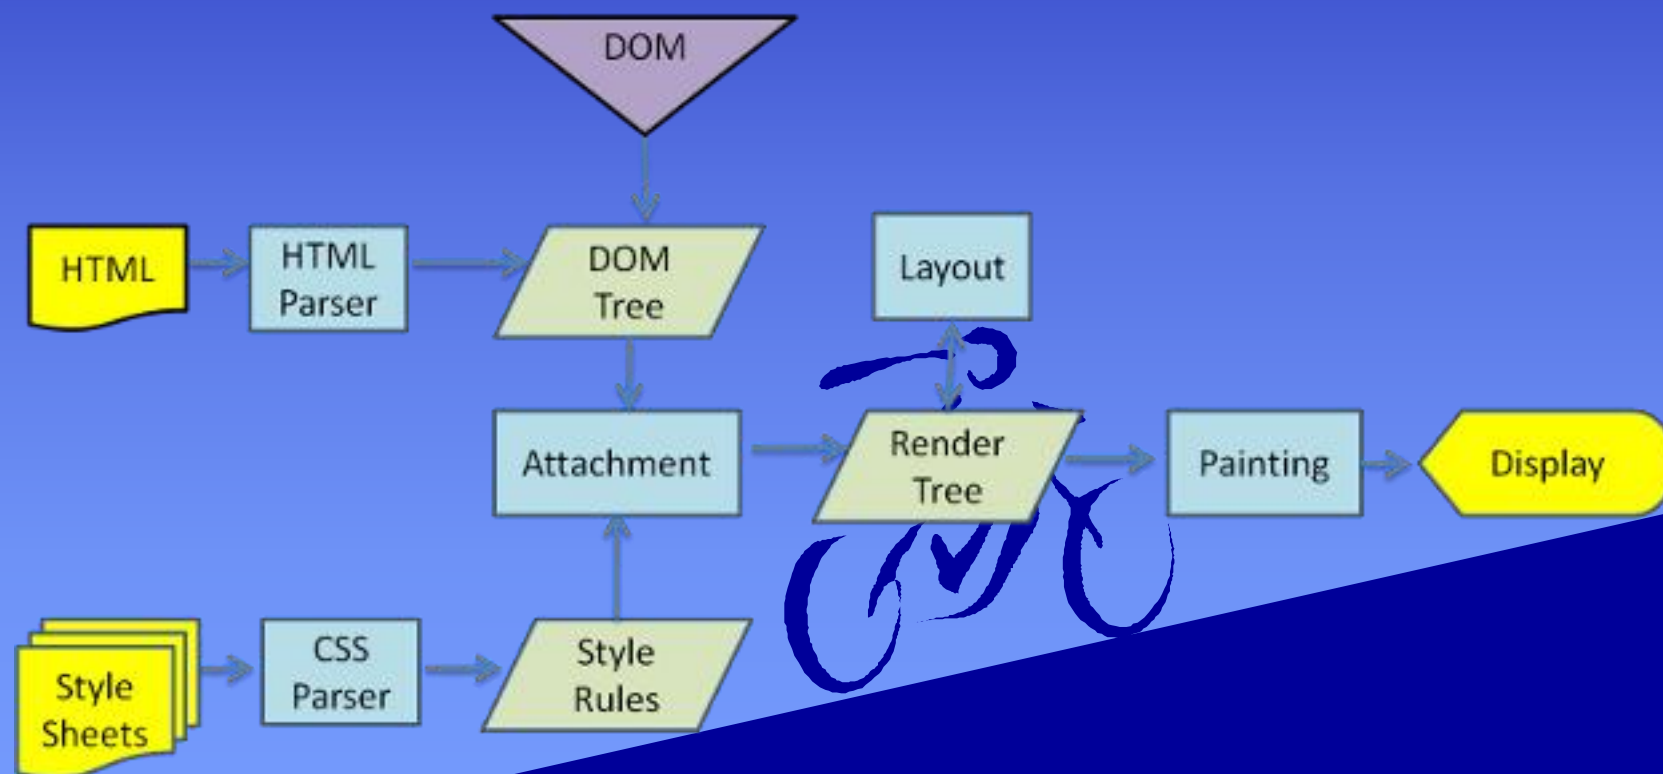 DOM
HTML
HTML
Parser
DOM
Tree
Layout
Attachment
Render
Tree
Painting
Display
Style
Sheets
CSS
Parser
Style
Rules